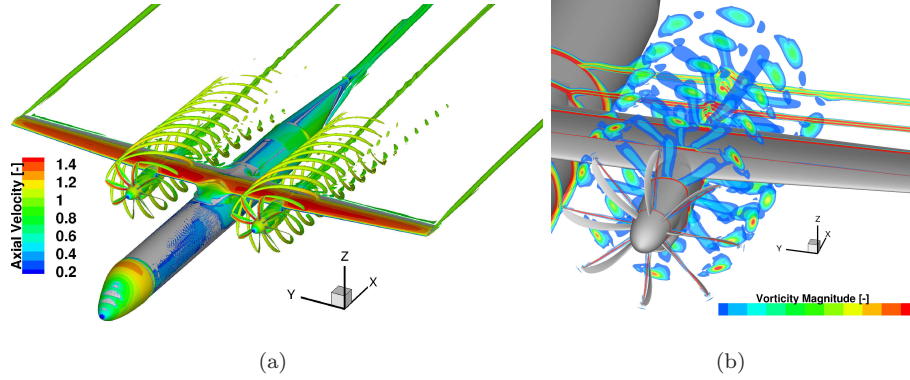 Axial Velocity [-]
1.4
1.2
1
0.8
0.6
0.4
0.2
Z
Y
X
Z
Y
X
Vorticity Magnitude [-]
(a)
(b)